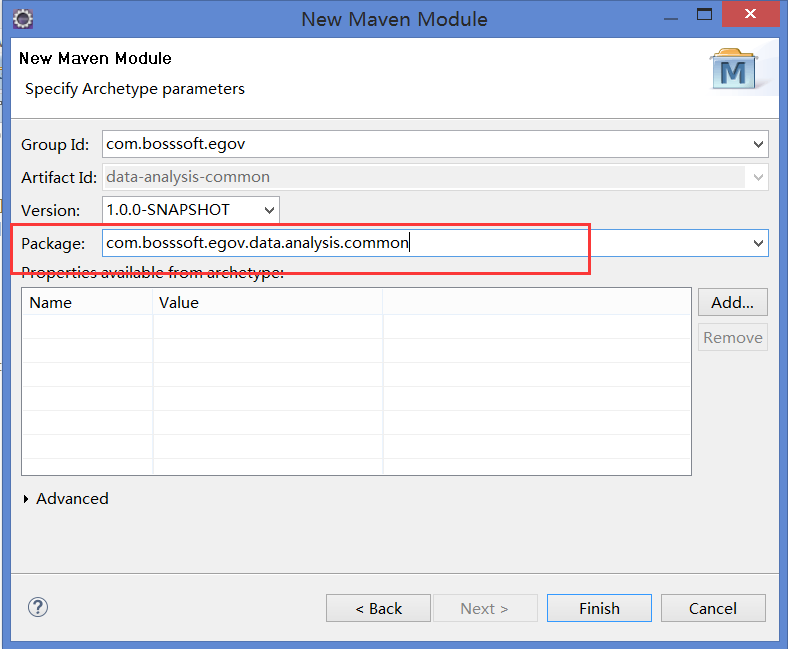 New Maven Module
New Maven Module
Specify Archetype parameters
M
Group Id: com.bosssoft.egov
Artifact Id: data-analysis-common
Version: 1.0.0-SNAPSHOT
Package: com.bosssoft.egov.data.analysis.common
Properties available from archetype:
Name Value
Add...
Remove
Advanced
? < Back Next > Finish Cancel